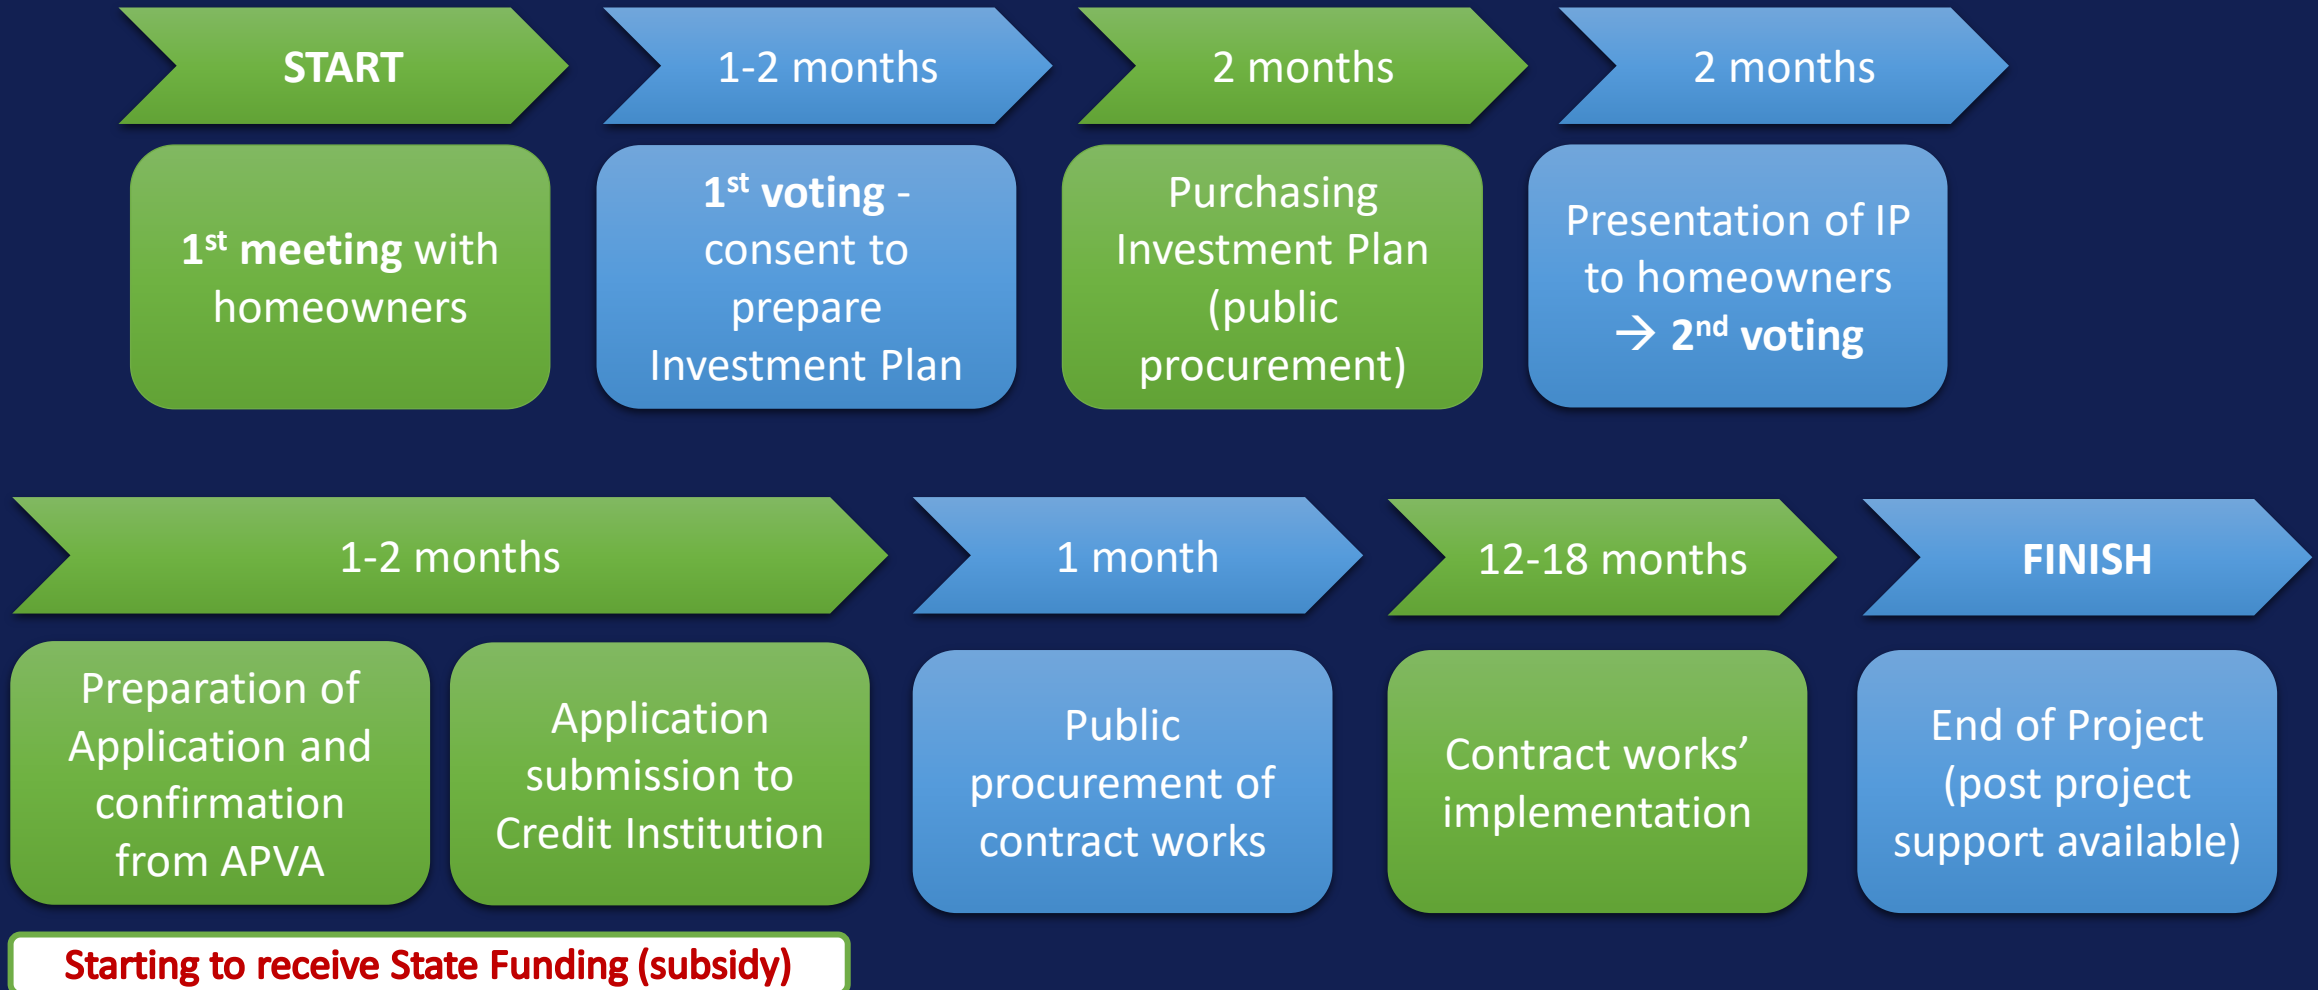 START
1-2 months
2 months
2 months
1st meeting with
homeowners
1st voting -
consent to
prepare
Investment Plan
Purchasing
Investment Plan
(public
procurement)
Presentation of IP
to homeowners
→ 2nd voting
1-2 months
1 month
12-18 months
FINISH
Preparation of
Application and
confirmation
from APVA
Application
submission to
Credit Institution
Public
procurement of
contract works
Contract works’
implementation
End of Project
(post project
support available)
Starting to receive State Funding (subsidy)